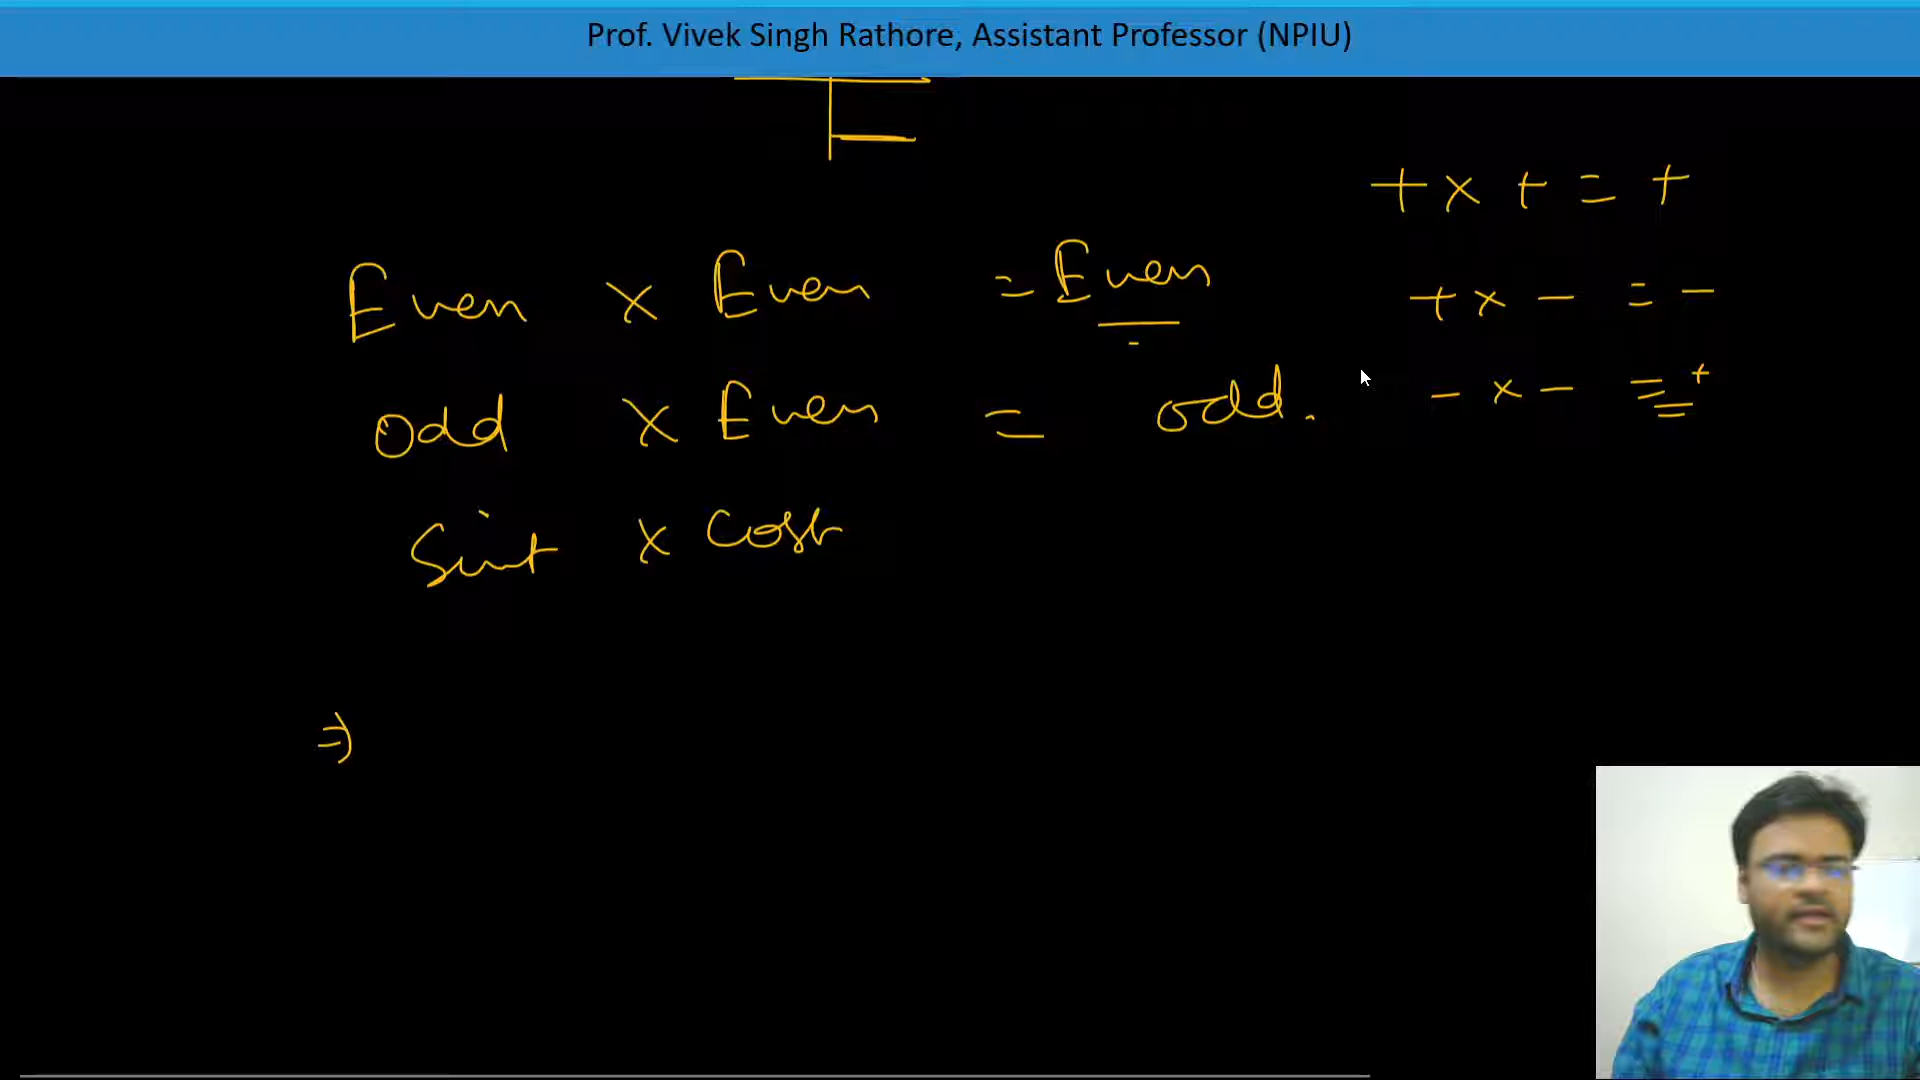 Prof. Vivek Singh Rathore, Assistant Professor (NPIU)
E
+ x + = +
Even x Even = Even
+ x - = -
Odd x Even = odd.
- x - = +
Sint x Cost
⇒